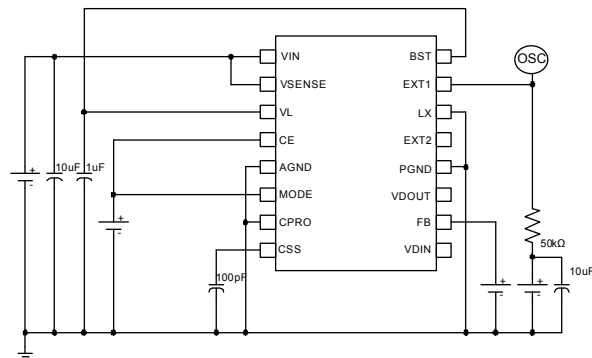 VIN
BST
OSC
VSENSE
EXT1
VL
LX
CE
EXT2
10uF
1uF
AGND
PGND
MODE
VDOUT
CPRO
FB
CSS
VDIN
50kΩ
100pF
10uF
+
-
+
-
+
-
+
-